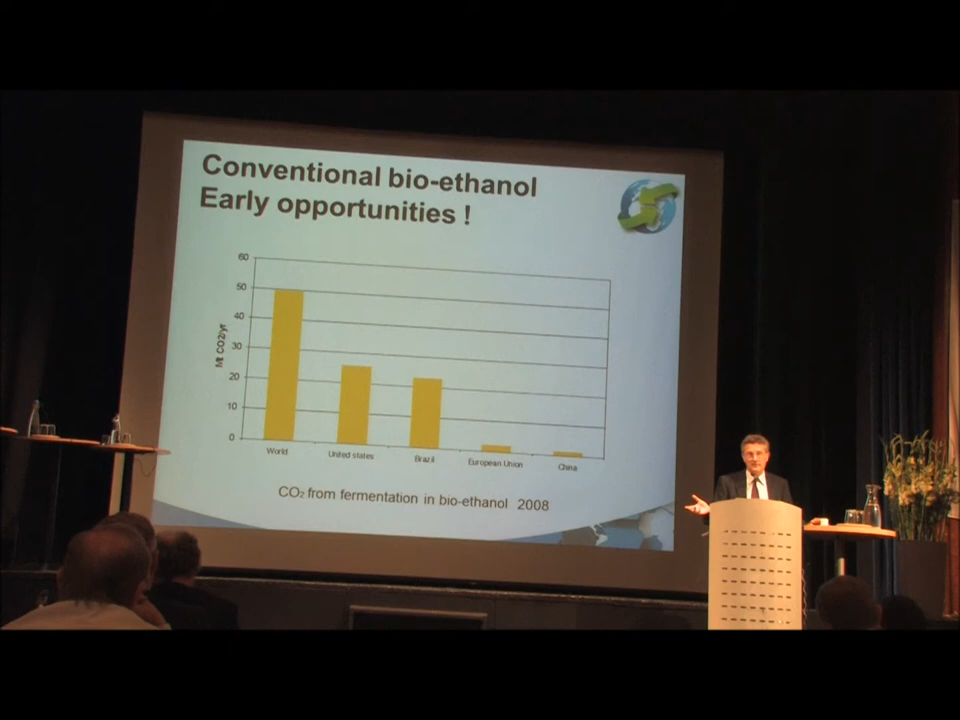 Conventional bio-ethanol
Early opportunities !
60
50
40
30
20
10
0
Mt CO2/yr
World
United states
Brazil
European Union
China
CO2 from fermentation in bio-ethanol 2008